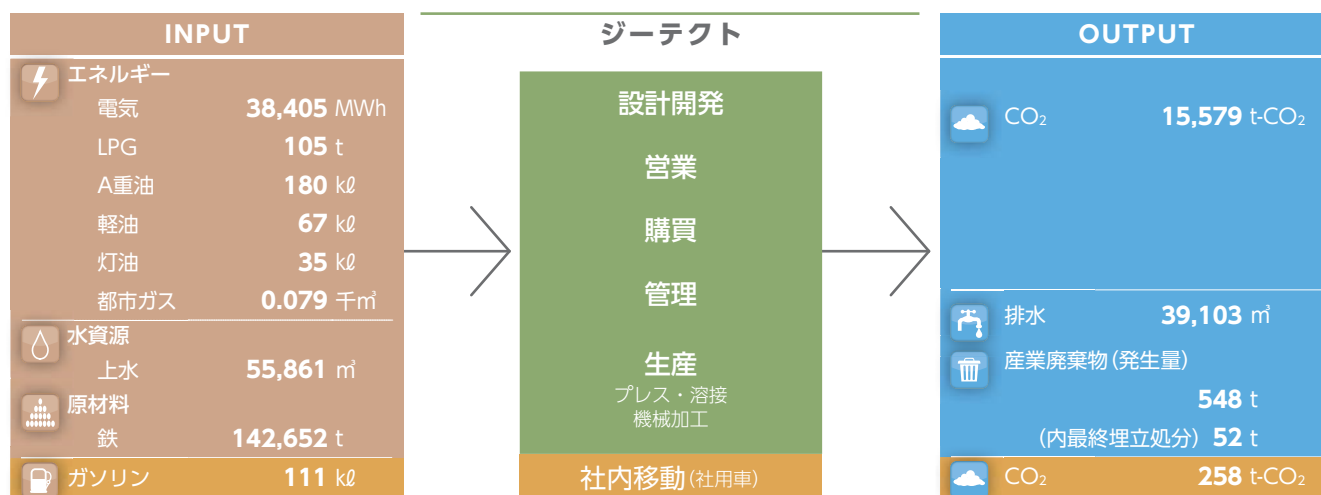 INPUT
エネルギー
電気 38,405 MWh
LPG 105 t
A重油 180 kℓ
軽油 67 kℓ
灯油 35 kℓ
都市ガス 0.079 千㎥
水資源
上水 55,861 ㎥
原材料
鉄 142,652 t
ガソリン 111 kℓ
ジーテクト
設計開発
営業
購買
管理
生産
プレス・溶接
機械加工
社内移動(社用車)
OUTPUT
CO₂ 15,579 t-CO₂
排水 39,103 ㎥
産業廃棄物(発生量)
548 t
(内最終埋立処分) 52 t
CO₂ 258 t-CO₂